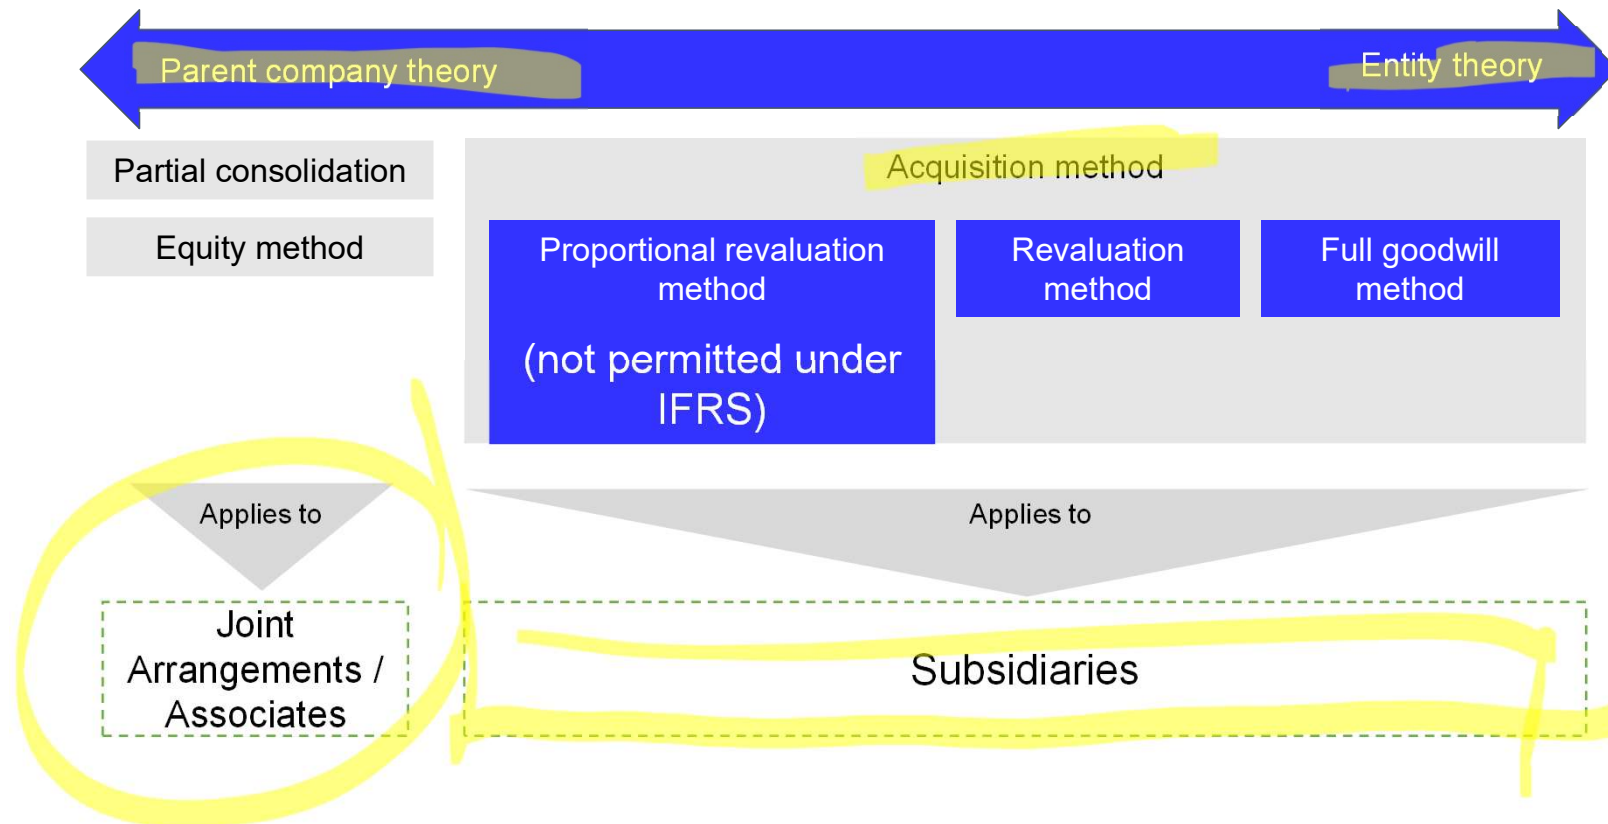 Parent company theory
Entity theory
Partial consolidation
Equity method
Acquisition method
Proportional revaluation
method
(not permitted under
IFRS)
Revaluation
method
Full goodwill
method
Applies to
Applies to
Joint
Arrangements /
Associates
Subsidiaries